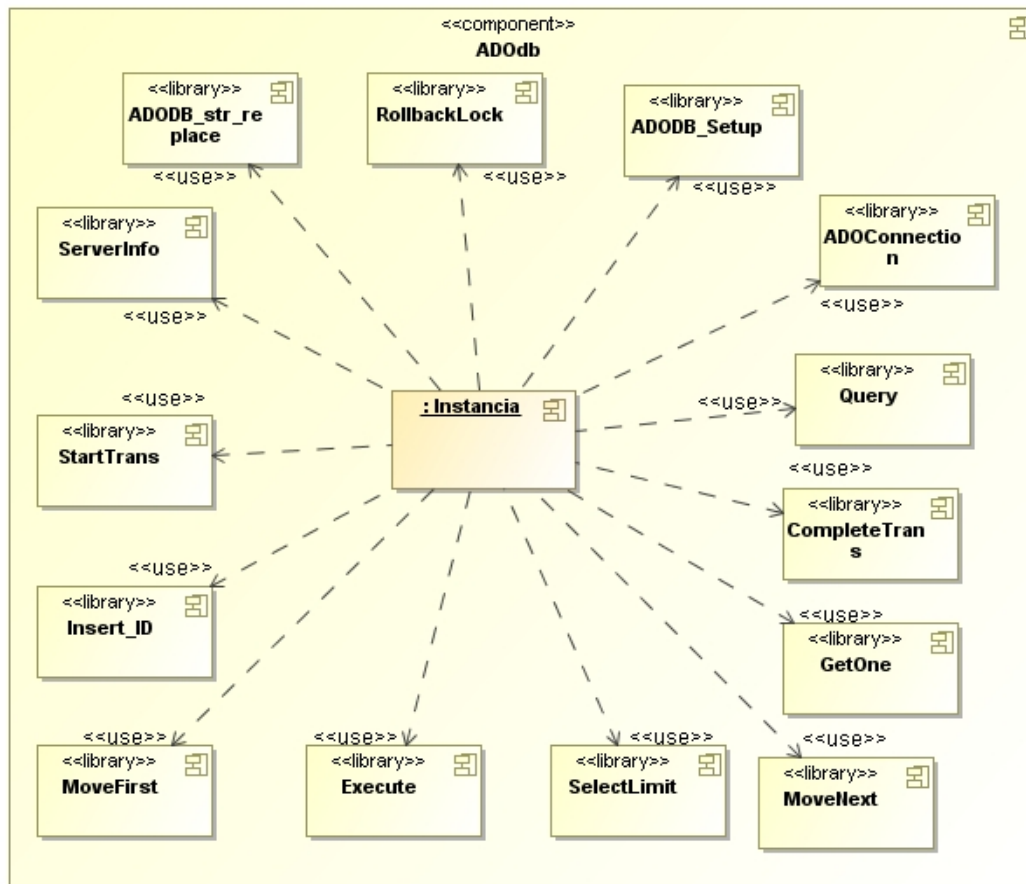 <<component>>
ADOdb
<<library>>
ADODB_str_re
place
<<use>>
<<library>>
RollbackLock
<<use>>
<<library>>
ADODB_Setup
<<use>>
<<library>>
ServerInfo
<<use>>
<<library>>
ADOConnectio
n
<<use>>
: Instancia
<<library>>
Query
<<use>>
<<use>>
<<library>>
StartTrans
<<use>>
<<library>>
CompleteTran
s
<<use>>
<<library>>
Insert_ID
<<use>>
<<library>>
GetOne
<<use>>
<<library>>
MoveFirst
<<use>>
<<library>>
Execute
<<use>>
<<library>>
SelectLimit
<<use>>
<<library>>
MoveNext